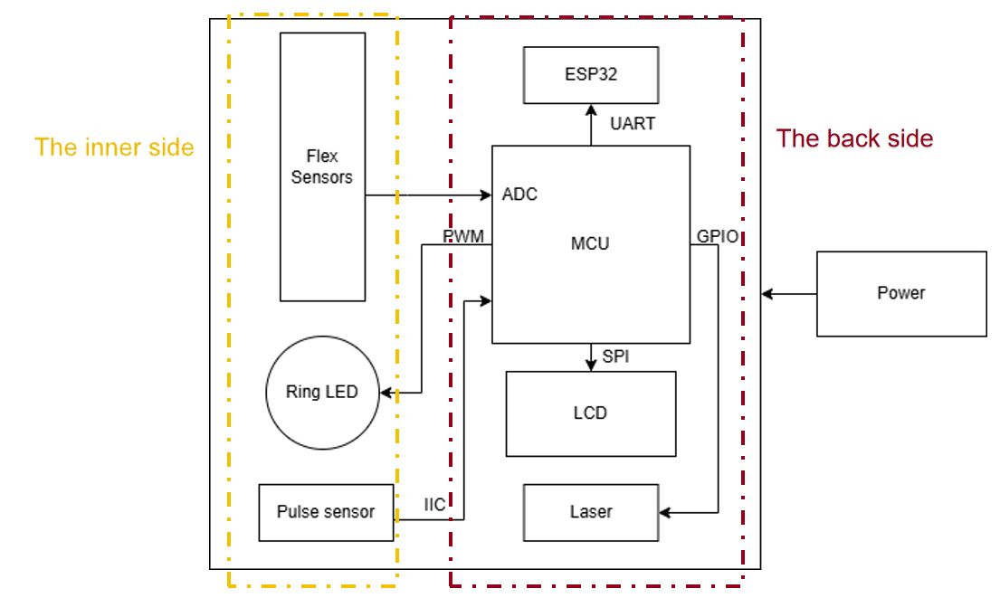 ESP32
UART
The inner side
The back side
Flex
Sensors
ADC
PWM
MCU
GPIO
Power
SPI
Ring LED
LCD
IIC
Pulse sensor
Laser